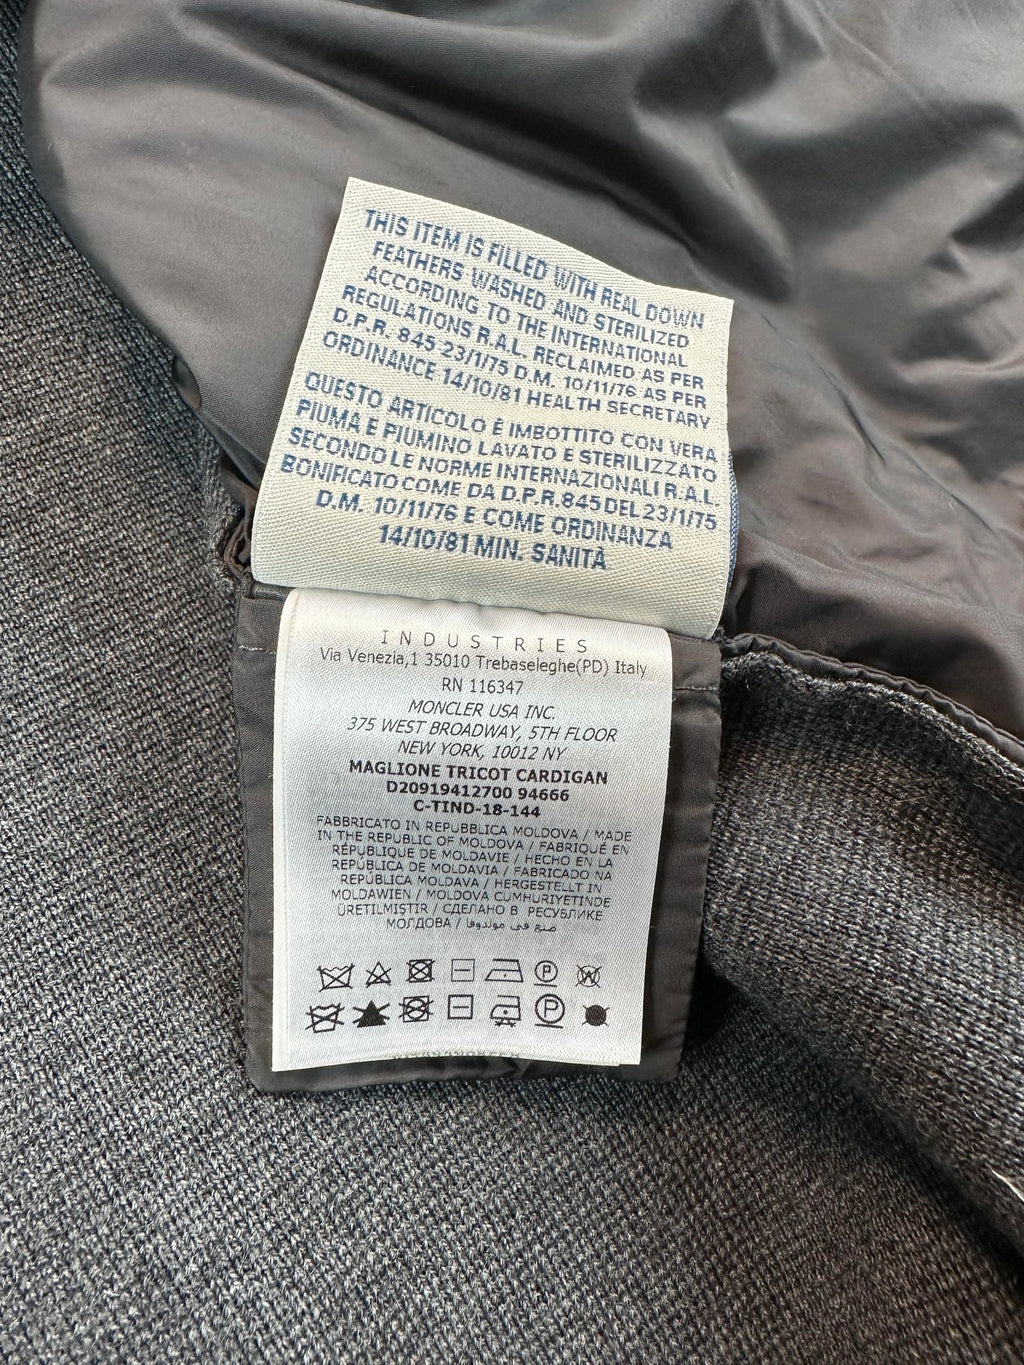 THIS ITEM IS FILLED WITH REAL DOWN
FEATHERS WASHED AND STERILIZED
ACCORDING TO THE INTERNATIONAL
REGULATIONS R.A.L. RECLAIMED AS PER
D.P.R. 845 23/1/75 D.M. 10/11/76 AS PER
ORDINANCE 14/10/81 HEALTH SECRETARY
QUESTO ARTICOLO È IMBOTTITO CON VERA
PIUMA E PIUMINO LAVATO E STERILIZZATO
SECONDO LE NORME INTERNAZIONALI R.A.L.
BONIFICATO COME DA D.P.R. 845 DEL 23/1/75
D.M. 10/11/76 E COME ORDINANZA
14/10/81 MIN. SANITÀ
INDUSTRIES
Via Venezia,1 35010 Trebaseleghe(PD) Italy
RN 116347
MONCLER USA INC.
375 WEST BROADWAY, 5TH FLOOR
NEW YORK, 10012 NY
MAGLIONE TRICOT CARDIGAN
D20919412700 94666
C-TIND-18-144
FABBRICATO IN REPUBBLICA MOLDOVA / MADE
IN THE REPUBLIC OF MOLDOVA / FABRIQUÉ EN
RÉPUBLIQUE DE MOLDAVIE / HECHO EN LA
REPÚBLICA DE MOLDAVIA / FABRICADO NA
REPÚBLICA MOLDAVA / HERGESTELLT IN
MOLDAWIEN / MOLDOVA CUMHURIYETINDE
ÜRETILMIŞTIR / СДЕЛАНО В РЕСПУБЛИКЕ
МОЛДОВА / صنع في مولدوفا